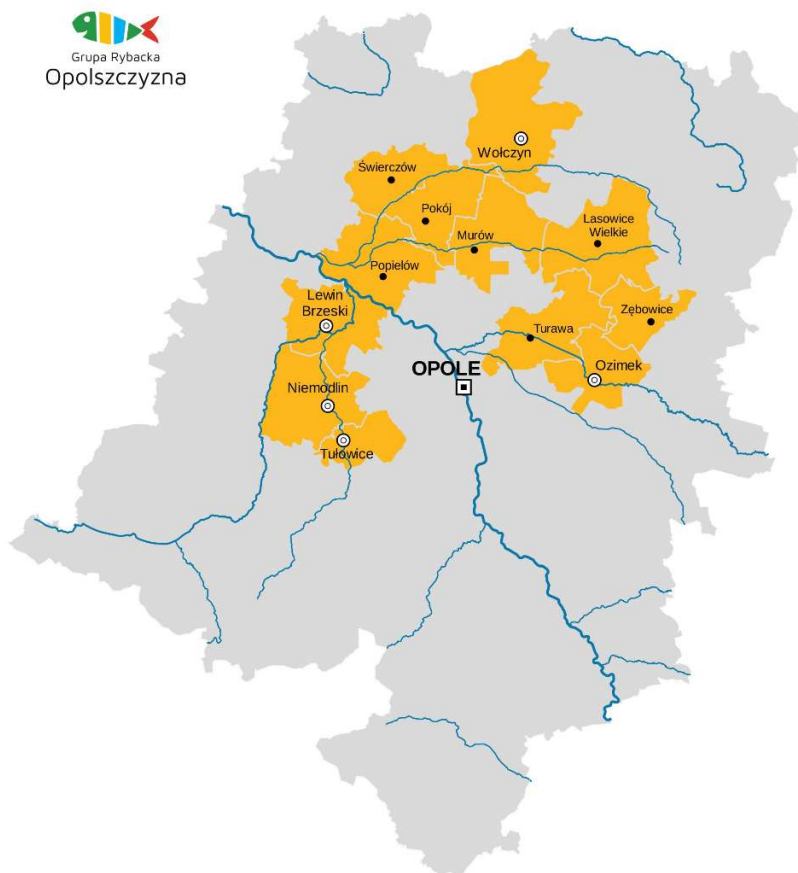 Grupa Rybacka
Opolszczyzna
Wołczyn
Świerczów
Pokój
Murów
Lasowice
Wielkie
Popielów
Lewin
Brzeski
Turawa
Zębowice
OPOLE
Ozimek
Niemodlin
Tułowice